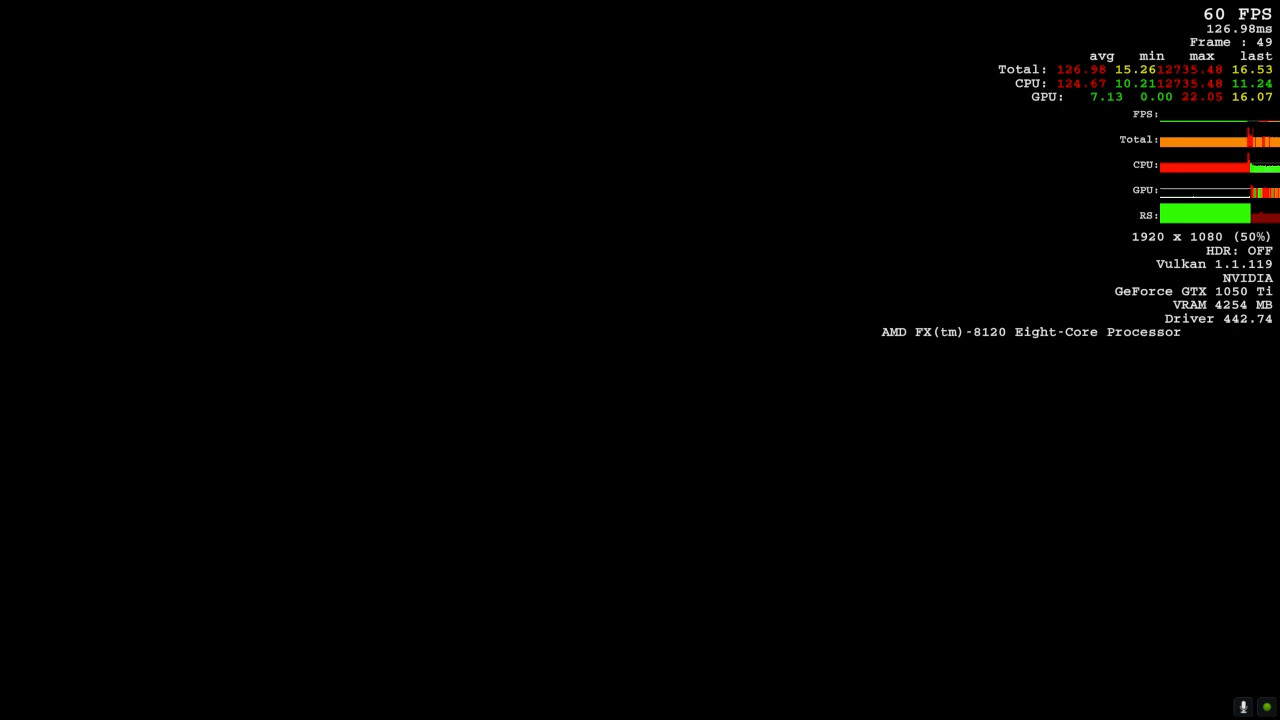 60 FPS
126.98ms
Frame : 49
avg min max last
Total: 126.98 15.26 12735.48 16.53
CPU: 124.67 10.21 12735.48 11.24
GPU: 7.13 0.00 22.05 16.07
FPS:
Total:
CPU:
GPU:
RS:
1920 x 1080 (50%)
HDR: OFF
Vulkan 1.1.119
NVIDIA
GeForce GTX 1050 Ti
VRAM 4254 MB
Driver 442.74
AMD FX(tm)-8120 Eight-Core Processor